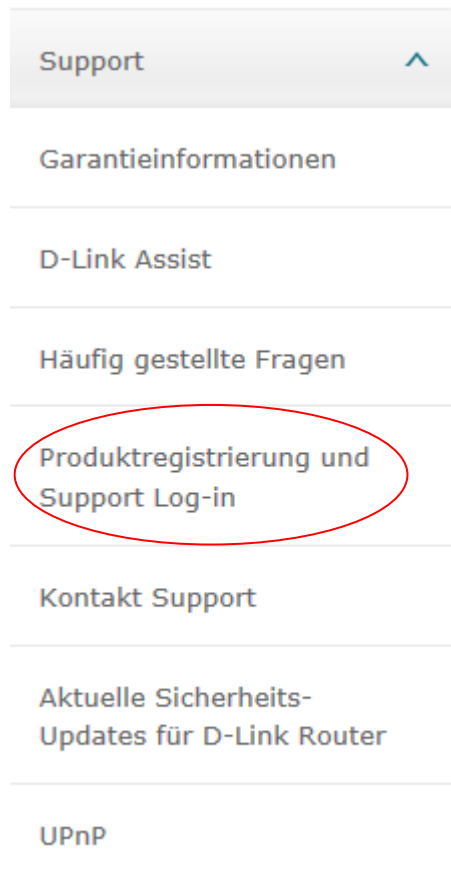 Support
Garantieinformationen
D-Link Assist
Häufig gestellte Fragen
Produktregistrierung und
Support Log-in
Kontakt Support
Aktuelle Sicherheits-
Updates für D-Link Router
UPnP